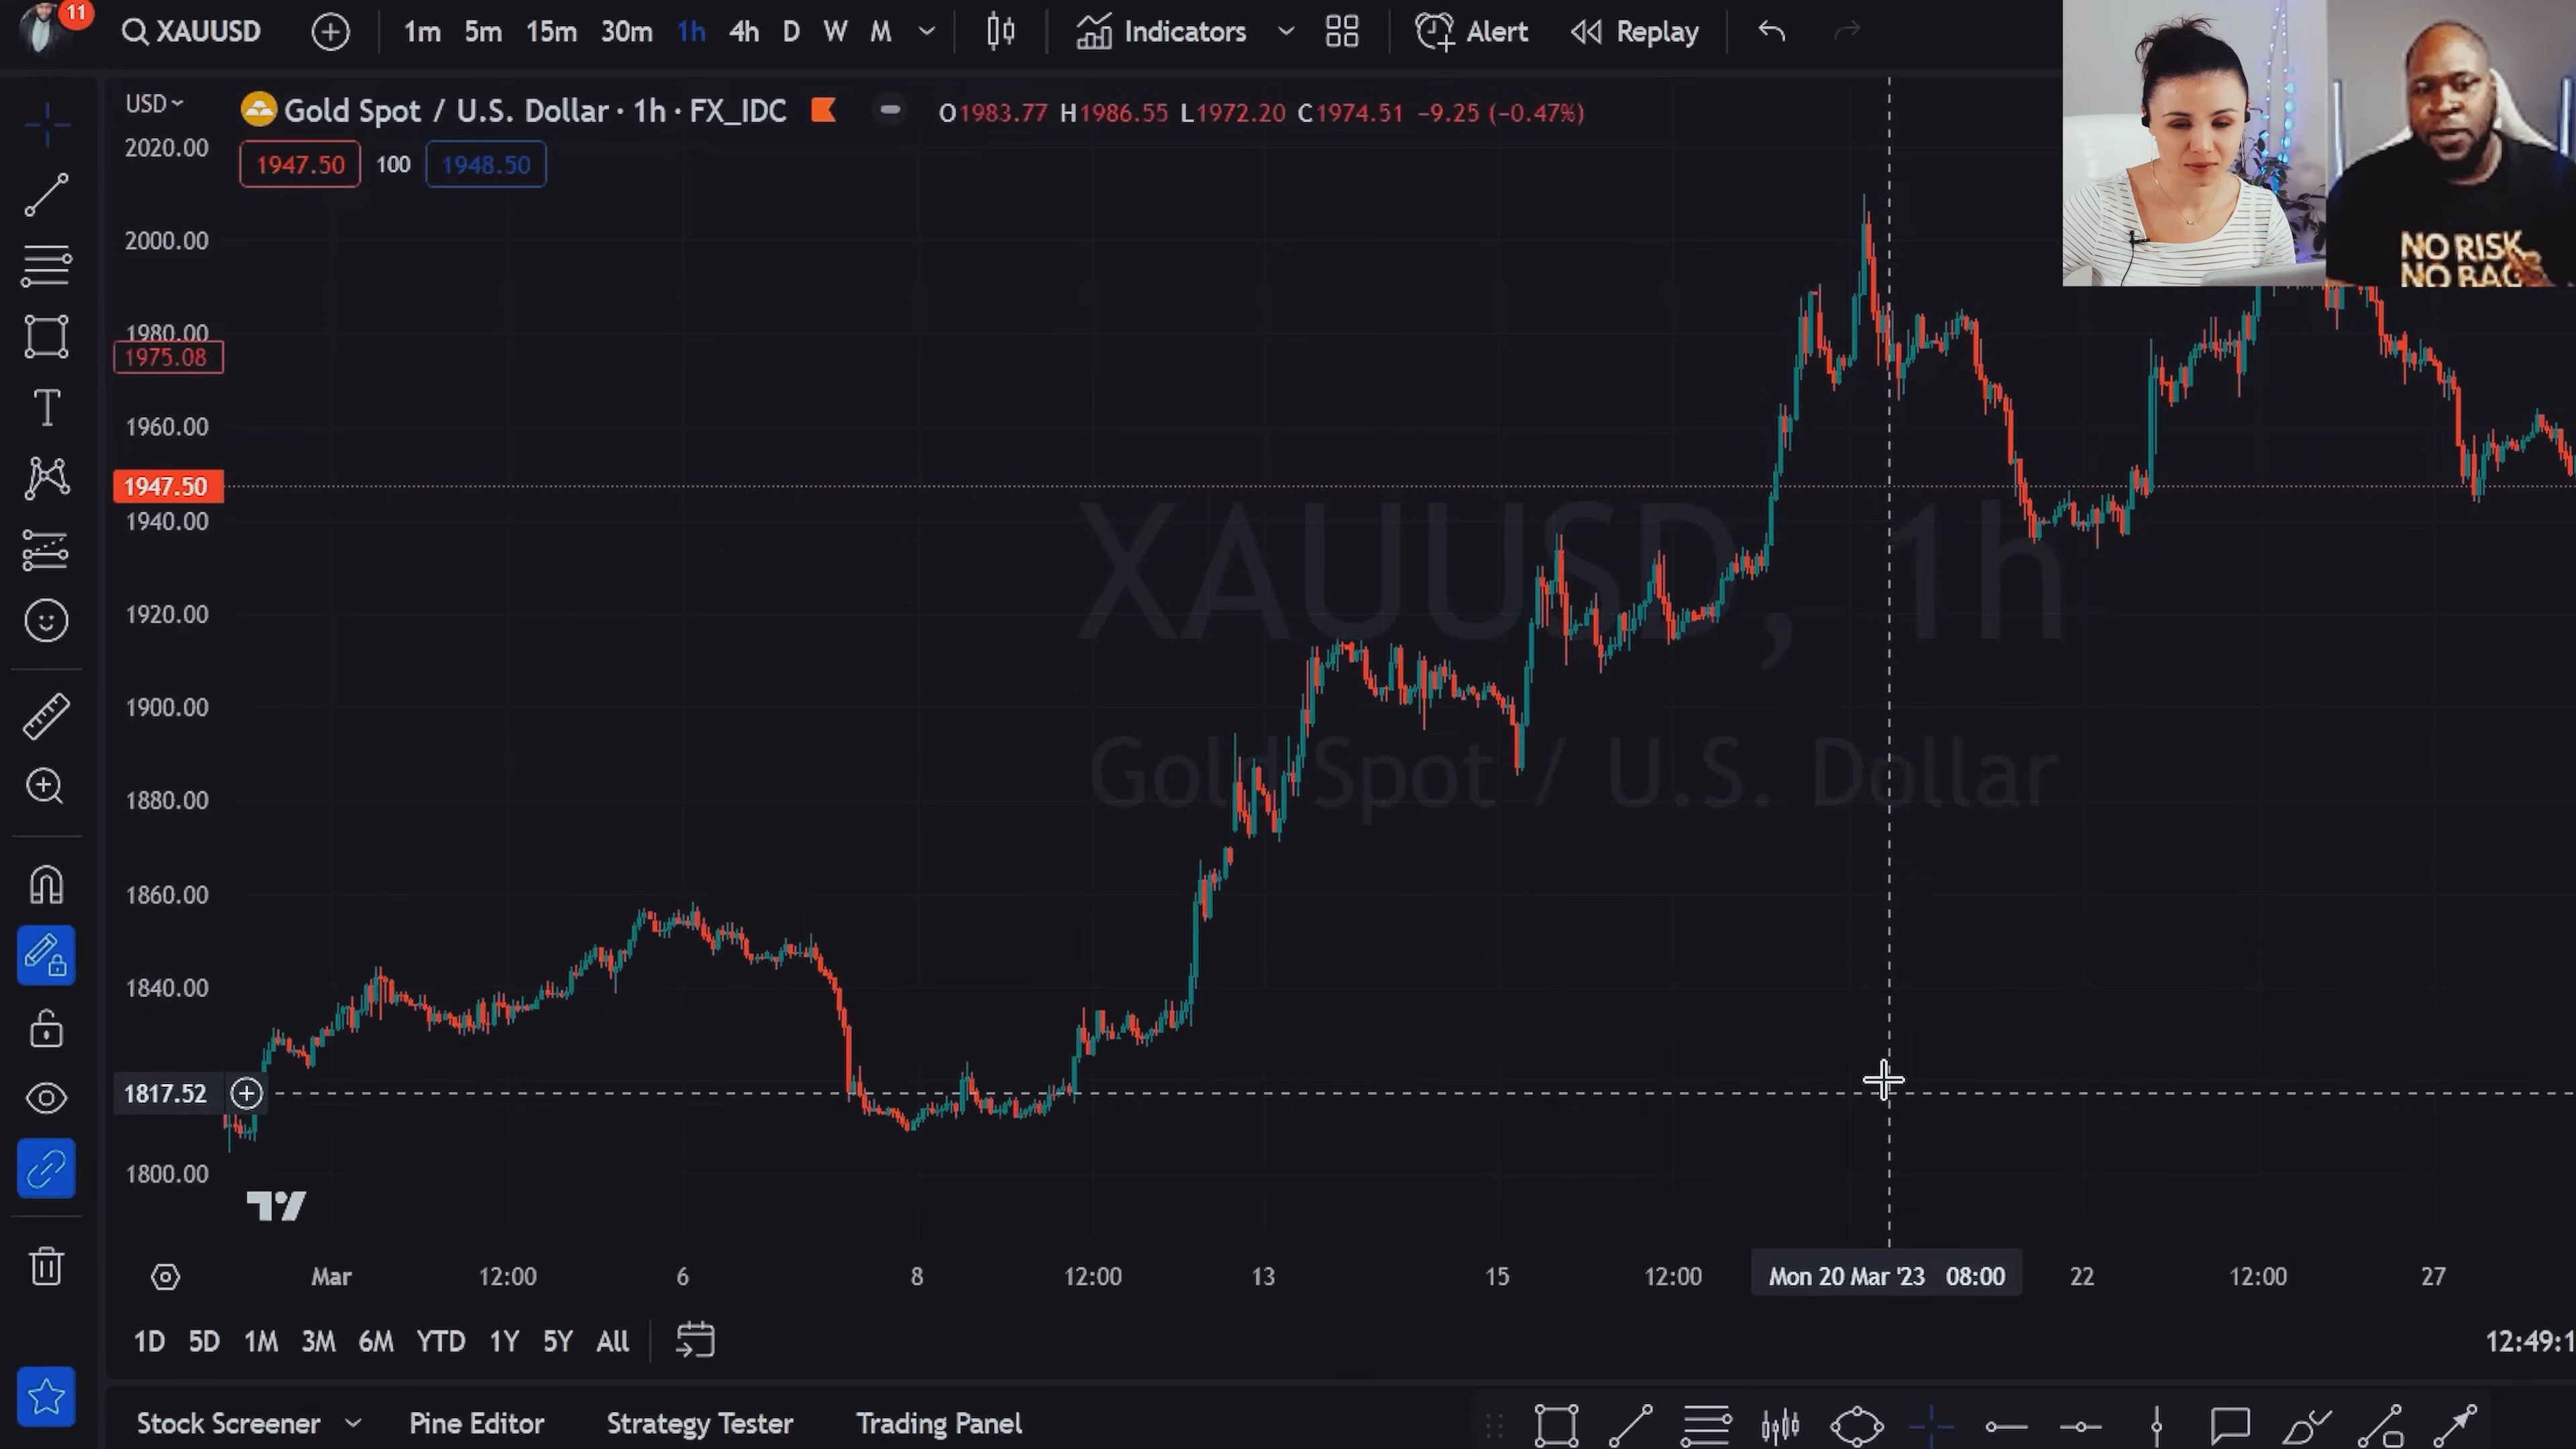 11
XAUUSD 1m 5m 15m 30m 1h 4h D W M Indicators Alert Replay
USD Gold Spot / U.S. Dollar · 1h · FX_IDC O1983.77 H1986.55 L1972.20 C1974.51 −9.25 (−0.47%)
1947.50 100 1948.50
2020.00
2000.00
1980.00
1975.08
1960.00
1947.50
1940.00
1920.00
1900.00
1880.00
1860.00
1840.00
1817.52
1800.00
NO RISK
XAUUSD, 1h
Gold Spot / U.S. Dollar
Mar 12:00 6 8 12:00 13 15 12:00 Mon 20 Mar '23 08:00 22 12:00 27
1D 5D 1M 3M 6M YTD 1Y 5Y All 12:49:1
Stock Screener Pine Editor Strategy Tester Trading Panel